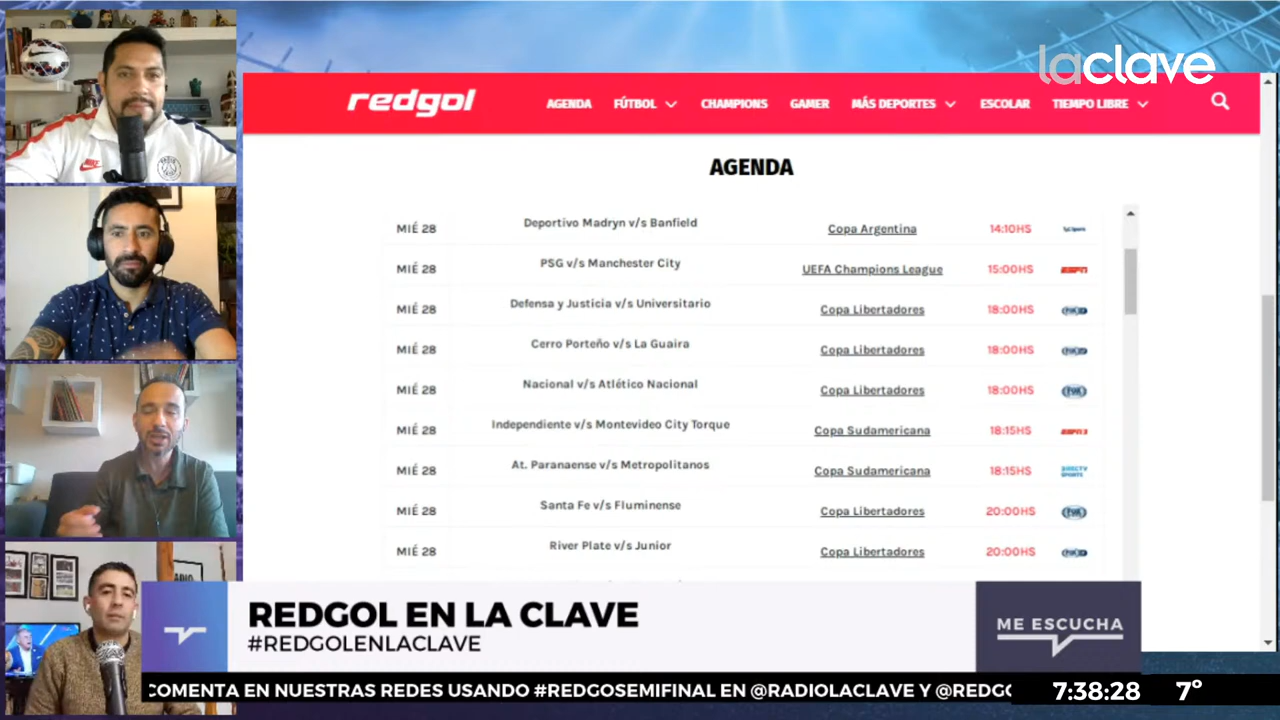 laclave
redgol
AGENDA FÚTBOL CHAMPIONS GAMER MÁS DEPORTES ESCOLAR TIEMPO LIBRE
AGENDA
MIÉ 28 Deportivo Madryn v/s Banfield Copa Argentina 14:10HS
MIÉ 28 PSG v/s Manchester City UEFA Champions League 15:00HS ESPN
MIÉ 28 Defensa y Justicia v/s Universitario Copa Libertadores 18:00HS
MIÉ 28 Cerro Porteño v/s La Guaira Copa Libertadores 18:00HS
MIÉ 28 Nacional v/s Atlético Nacional Copa Libertadores 18:00HS FOX
MIÉ 28 Independiente v/s Montevideo City Torque Copa Sudamericana 18:15HS
MIÉ 28 At. Paranaense v/s Metropolitanos Copa Sudamericana 18:15HS DIRECTV SPORTS
MIÉ 28 Santa Fe v/s Fluminense Copa Libertadores 20:00HS FOX
MIÉ 28 River Plate v/s Junior Copa Libertadores 20:00HS
REDGOL EN LA CLAVE
#REDGOLENLACLAVE
ME ESCUCHA
COMENTA EN NUESTRAS REDES USANDO #REDGOSEMIFINAL EN @RADIOLACLAVE Y @REDGO
7:38:28 7º